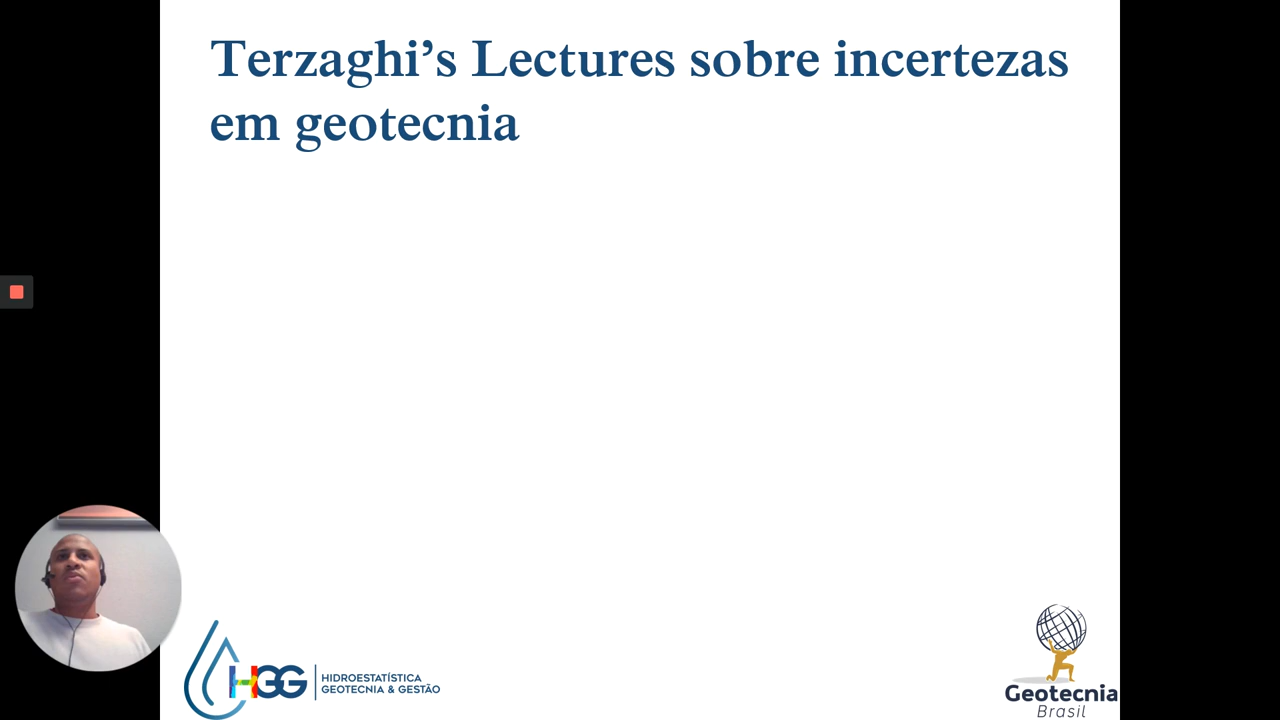 Terzaghi’s Lectures sobre incertezas
em geotecnia
HGG
HIDROESTATÍSTICA
GEOTECNIA & GESTÃO
Geotecnia
Brasil